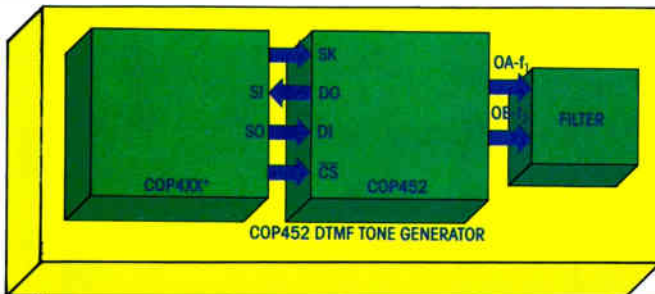 SK
OA-f₁
SI DO
SO DI
OB
FILTER
CS
COP4XX* COP452
COP452 DTMF TONE GENERATOR